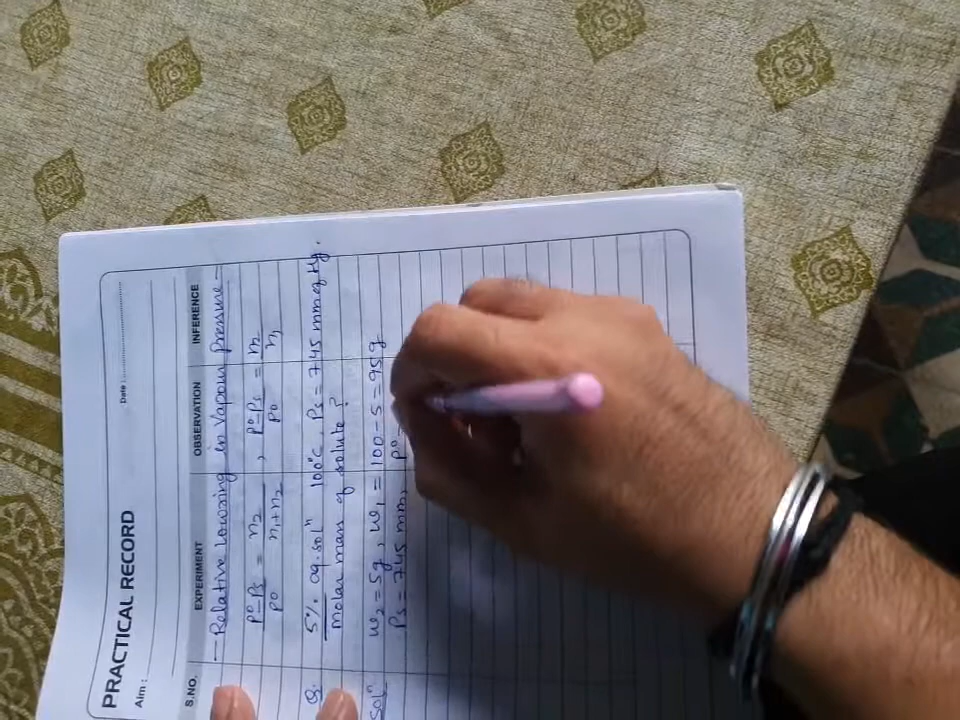 Date :
PRACTICAL RECORD
Aim :
S.NO. EXPERIMENT OBSERVATION INFERENCE
Relative Lowering in Vapour pressure
P°-Ps / P° = n2 / n1+n2 , P°-Ps / P° = n2 / n1
Q. 5% aq. solⁿ 100°C, Ps = 745 mm of Hg.
Molar mass of solute ?
solⁿ w2 = 5g, w1 = 100-5 = 95g
Ps = 745 mm, P°